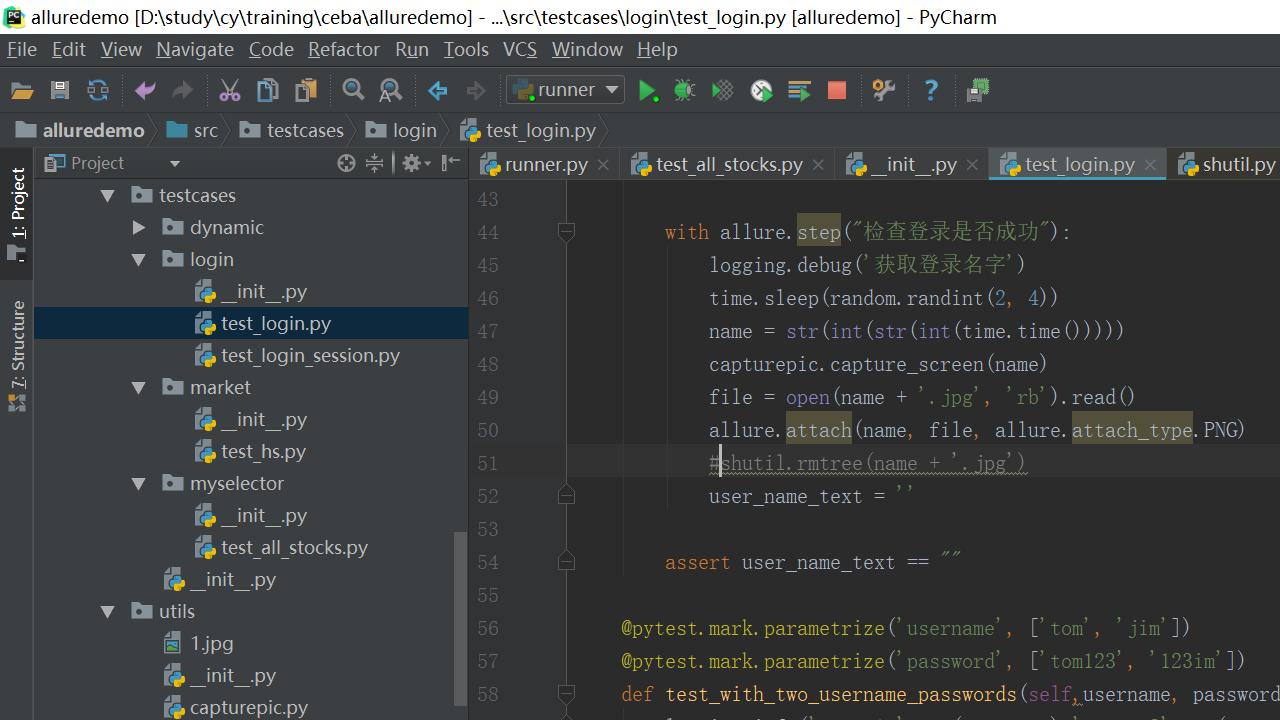 alluredemo [D:\study\cy\training\ceba\alluredemo] - ...\src\testcases\login\test_login.py [alluredemo] - PyCharm
File Edit View Navigate Code Refactor Run Tools VCS Window Help
runner
alluredemo src testcases login test_login.py
Project
runner.py test_all_stocks.py __init__.py test_login.py shutil.py
1: Project
7: Structure
testcases
dynamic
login
__init__.py
test_login.py
test_login_session.py
market
__init__.py
test_hs.py
myselector
__init__.py
test_all_stocks.py
__init__.py
utils
1.jpg
__init__.py
capturepic.py
43
44 with allure.step("检查登录是否成功"):
45 logging.debug('获取登录名字')
46 time.sleep(random.randint(2, 4))
47 name = str(int(str(int(time.time()))))
48 capturepic.capture_screen(name)
49 file = open(name + '.jpg', 'rb').read()
50 allure.attach(name, file, allure.attach_type.PNG)
51 #shutil.rmtree(name + '.jpg')
52 user_name_text = ''
53
54 assert user_name_text == ""
55
56 @pytest.mark.parametrize('username', ['tom', 'jim'])
57 @pytest.mark.parametrize('password', ['tom123', '123im'])
58 def test_with_two_username_passwords(self,username, password